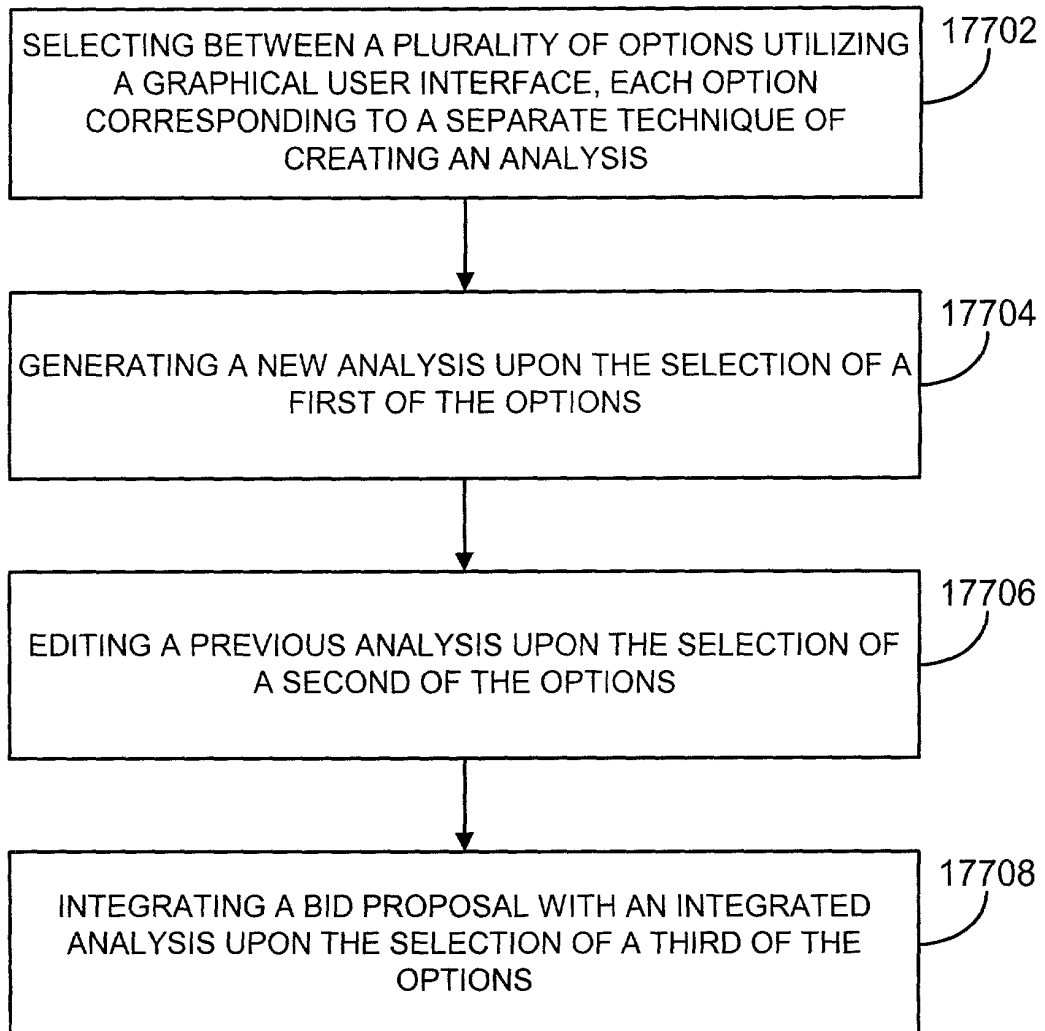 SELECTING BETWEEN A PLURALITY OF OPTIONS UTILIZING
A GRAPHICAL USER INTERFACE, EACH OPTION
CORRESPONDING TO A SEPARATE TECHNIQUE OF
CREATING AN ANALYSIS
17702
GENERATING A NEW ANALYSIS UPON THE SELECTION OF A
FIRST OF THE OPTIONS
17704
EDITING A PREVIOUS ANALYSIS UPON THE SELECTION OF
A SECOND OF THE OPTIONS
17706
INTEGRATING A BID PROPOSAL WITH AN INTEGRATED
ANALYSIS UPON THE SELECTION OF A THIRD OF THE
OPTIONS
17708